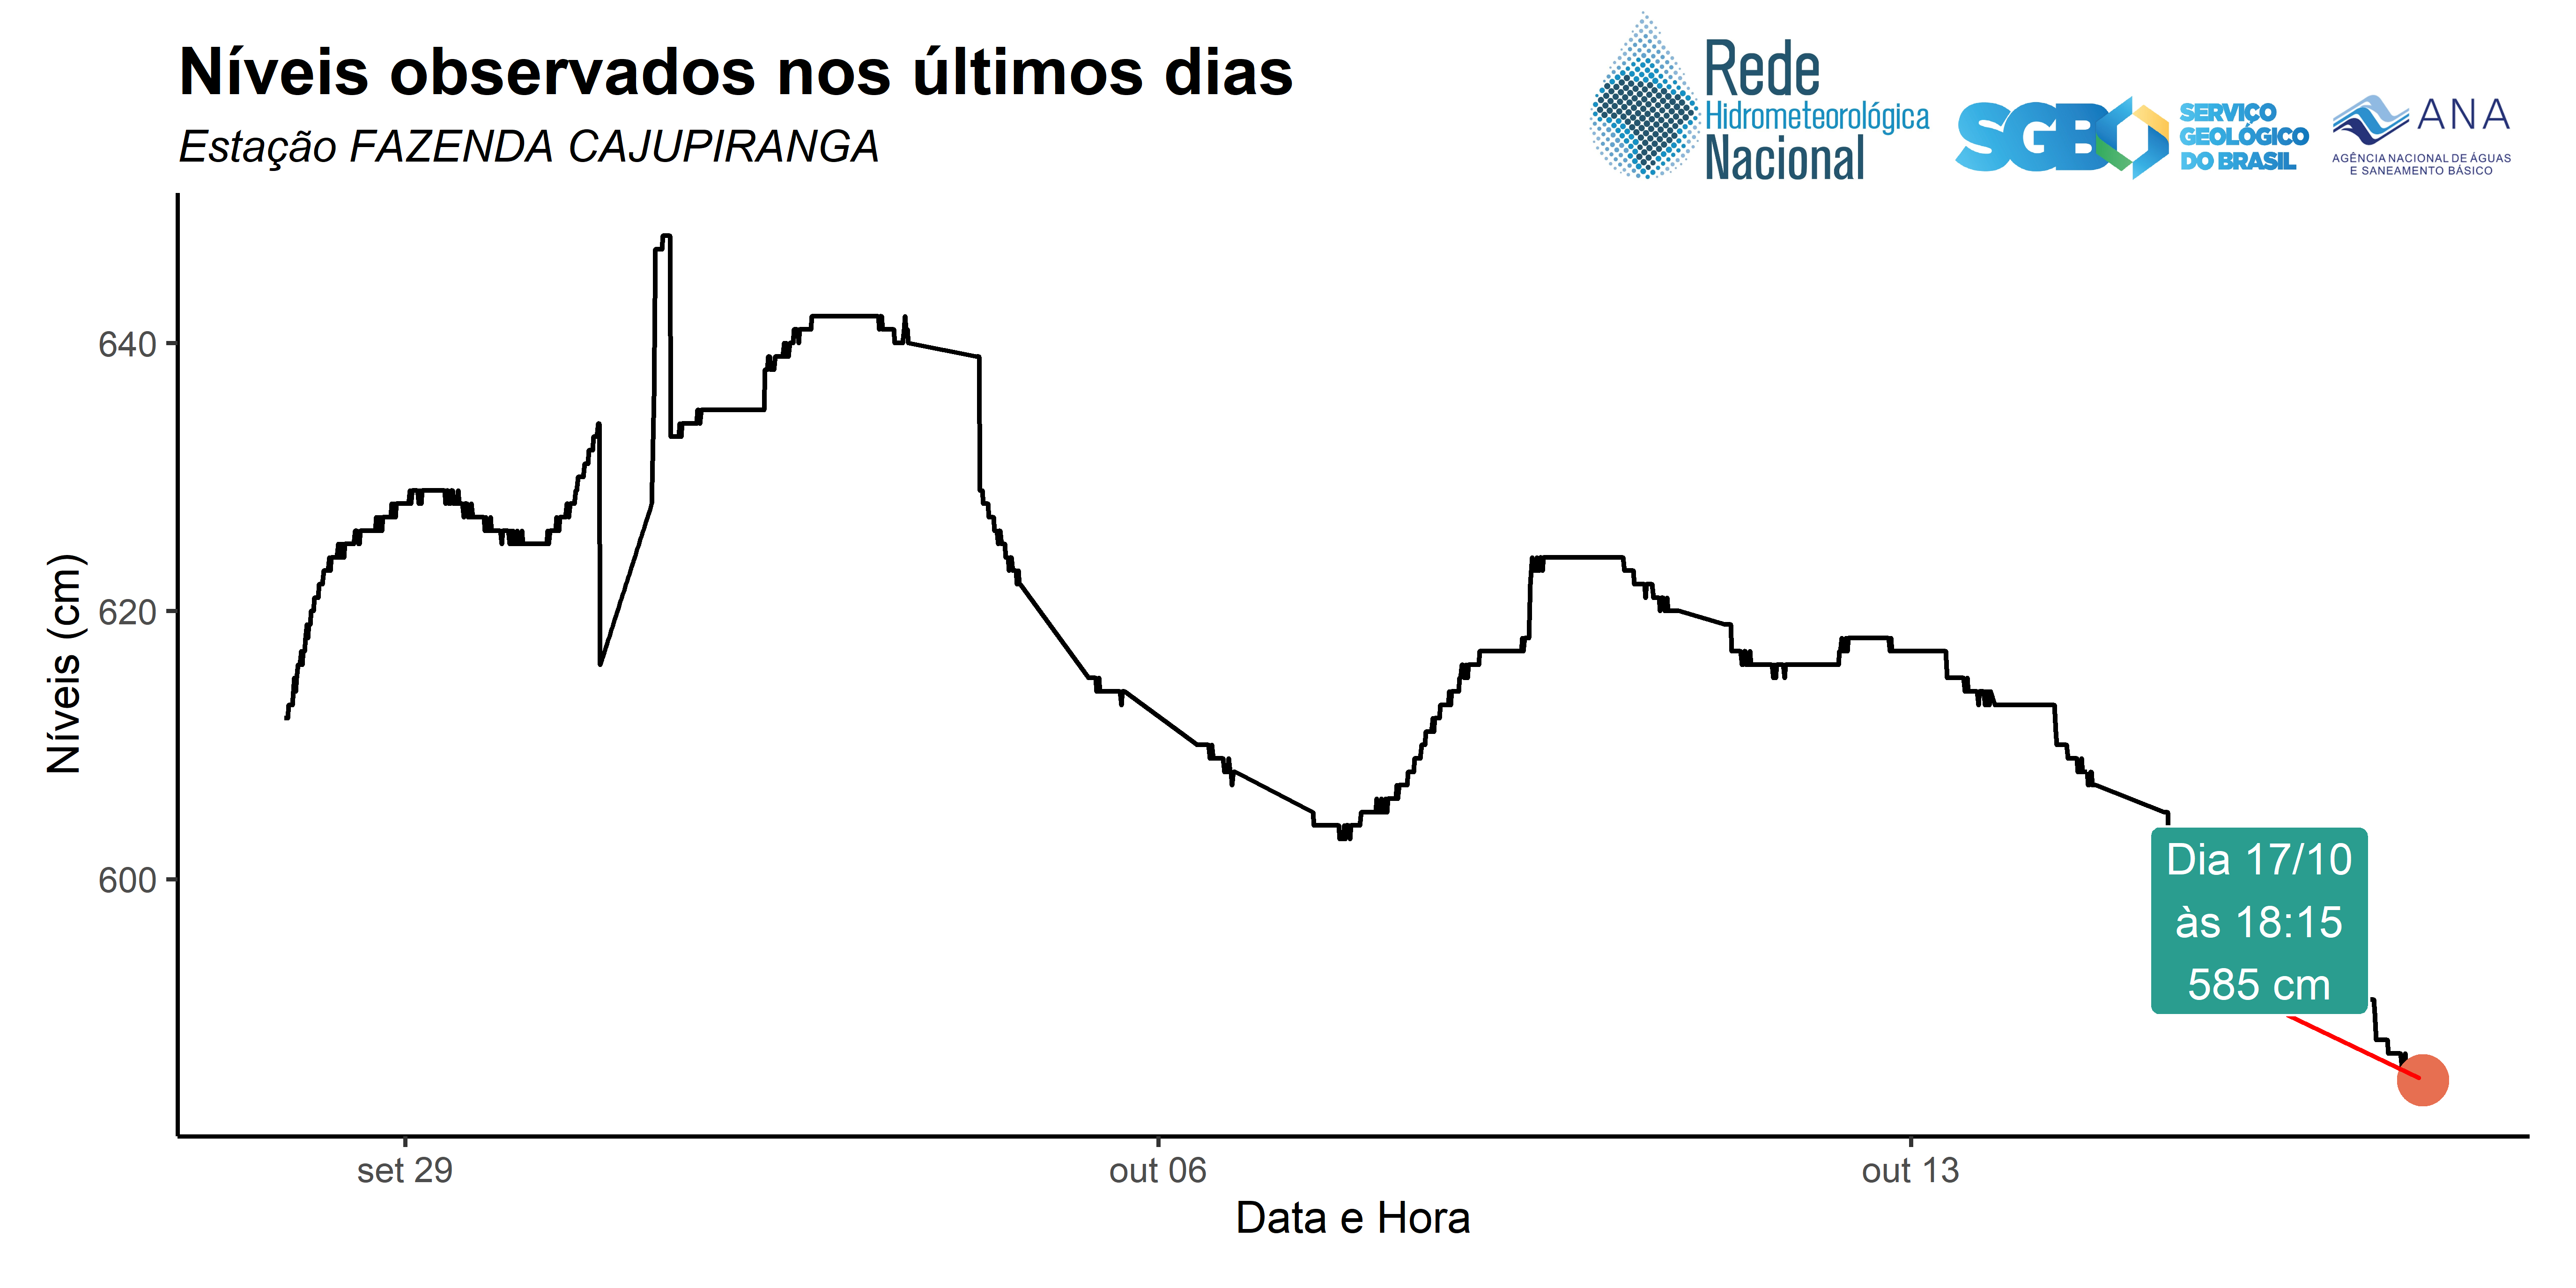 Níveis observados nos últimos dias
Estação FAZENDA CAJUPIRANGA
Rede
Hidrometeorológica
Nacional
SGB
SERVIÇO
GEOLÓGICO
DO BRASIL
ANA
AGÊNCIA NACIONAL DE ÁGUAS
E SANEAMENTO BÁSICO
Níveis (cm)
640
620
600
Dia 17/10
às 18:15
585 cm
set 29
out 06
out 13
Data e Hora